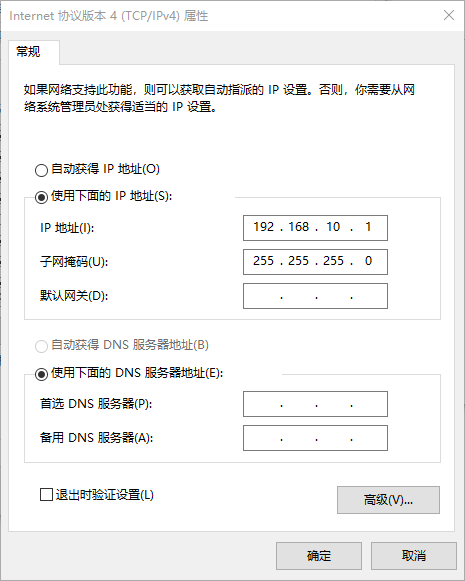 Internet 协议版本 4 (TCP/IPv4) 属性
常规
如果网络支持此功能，则可以获取自动指派的 IP 设置。否则，你需要从网
络系统管理员处获得适当的 IP 设置。
自动获得 IP 地址(O)
使用下面的 IP 地址(S):
IP 地址(I): 192 . 168 . 10 . 1
子网掩码(U): 255 . 255 . 255 . 0
默认网关(D): . . .
自动获得 DNS 服务器地址(B)
使用下面的 DNS 服务器地址(E):
首选 DNS 服务器(P): . . .
备用 DNS 服务器(A): . . .
退出时验证设置(L)
高级(V)...
确定 取消